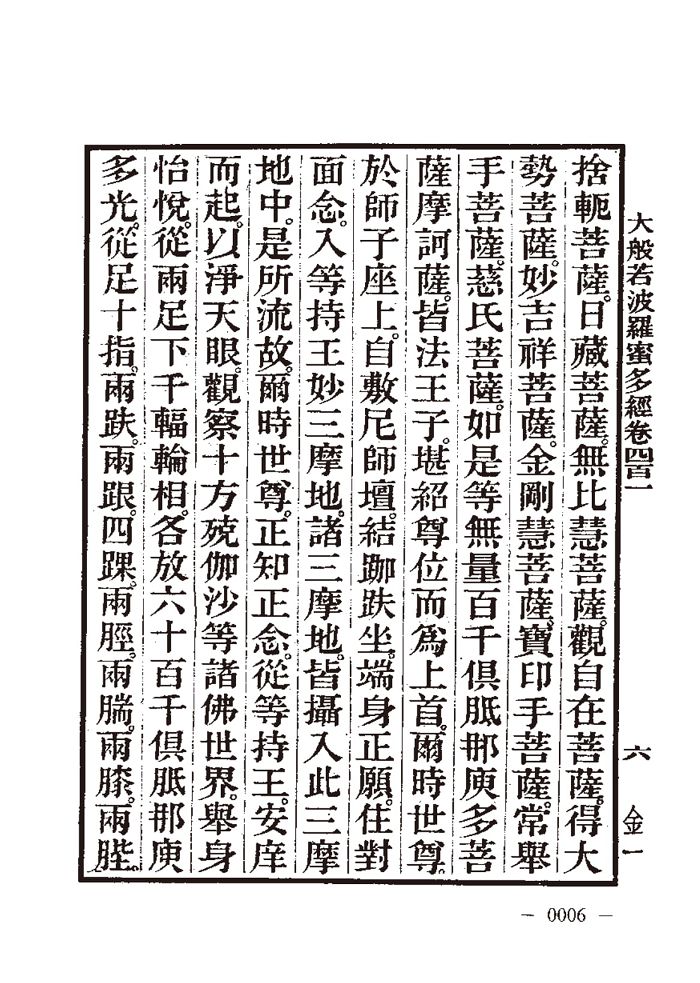 大般若波羅蜜多經卷四百一
六
金一
捨軛菩薩。日藏菩薩。無比慧菩薩。觀自在菩薩。得大
勢菩薩。妙吉祥菩薩。金剛慧菩薩。寶印手菩薩。常舉
手菩薩。慈氏菩薩。如是等無量百千俱胝那庾多菩
薩摩訶薩。皆法王子。堪紹尊位而為上首。爾時世尊。
於師子座上。自敷尼師壇。結跏趺坐。端身正願。住對
面念。入等持王妙三摩地。諸三摩地。皆攝入此三摩
地中。是所流故。爾時世尊。正知正念。從等持王。安庠
而起。以淨天眼。觀察十方殑伽沙等諸佛世界。舉身
怡悅。從兩足下千輻輪相。各放六十百千俱胝那庾
多光。從足十指。兩趺。兩跟。四踝。兩脛。兩腨。兩膝。兩䏶。
— 0006 —